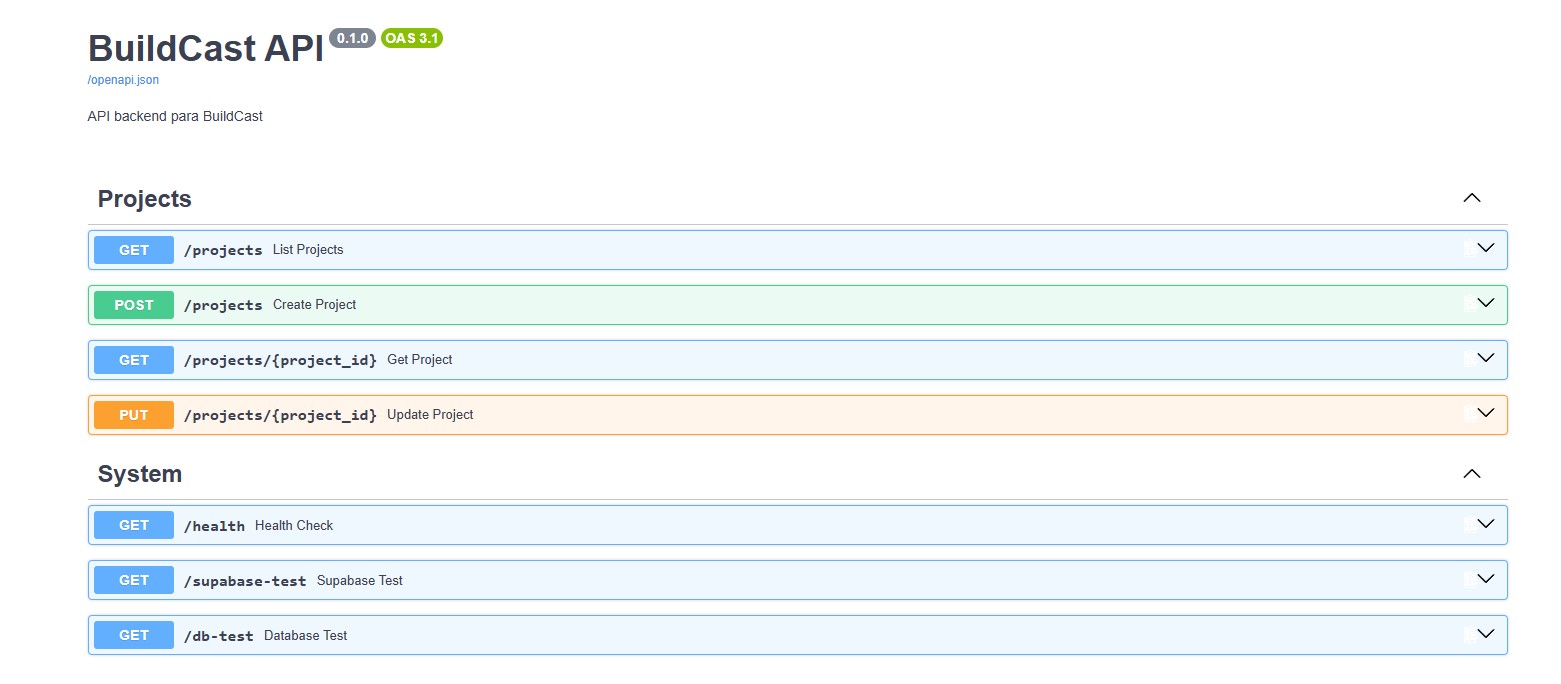 BuildCast API 0.1.0 OAS 3.1
/openapi.json
API backend para BuildCast
Projects
GET /projects List Projects
POST /projects Create Project
GET /projects/{project_id} Get Project
PUT /projects/{project_id} Update Project
System
GET /health Health Check
GET /supabase-test Supabase Test
GET /db-test Database Test